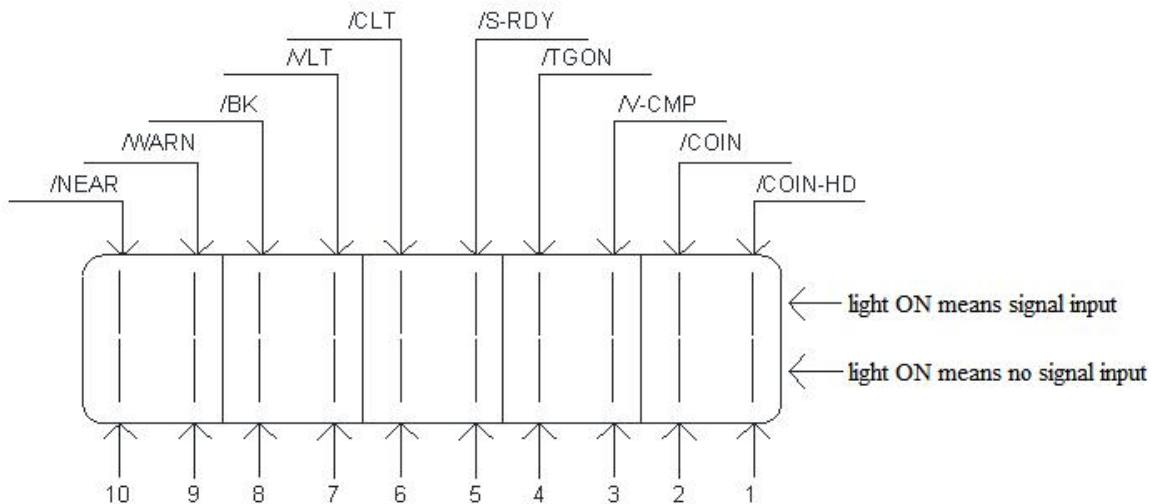 /CLT
/S-RDY
/VLT
/TGON
/BK
/V-CMP
/WARN
/COIN
/NEAR
/COIN-HD
light ON means signal input
light ON means no signal input
10 9 8 7 6 5 4 3 2 1